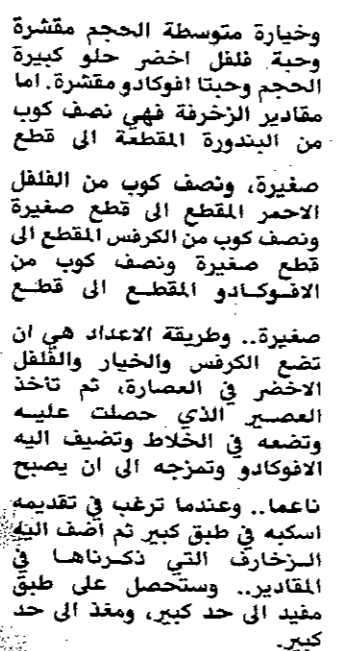 وخيارة متوسطة الحجم مقشرة
وحبة فلفل اخضر حلو كبيرة
الحجم وحبتا افوكادو مقشرة. اما
مقادير الزخرفة فهي نصف كوب
من البندورة المقطعة الى قطع
صغيرة، ونصف كوب من الفلفل
الاحمر المقطع الى قطع صغيرة
ونصف كوب من الكرفس المقطع الى
قطع صغيرة ونصف كوب من
الافوكادو المقطع الى قطع
صغيرة.. وطريقة الاعداد هي ان
تضع الكرفس والخيار والفلفل
الاخضر في العصارة، ثم تاخذ
العصير الذي حصلت عليه
وتضعه في الخلاط وتضيف اليه
الافوكادو وتمزجه الى ان يصبح
ناعما.. وعندما ترغب في تقديمه
اسكبه في طبق كبير ثم اضف اليه
الزخارف التي ذكرناها في
المقادير.. وستحصل على طبق
مفيد الى حد كبير، ومغذ الى حد
كبير.